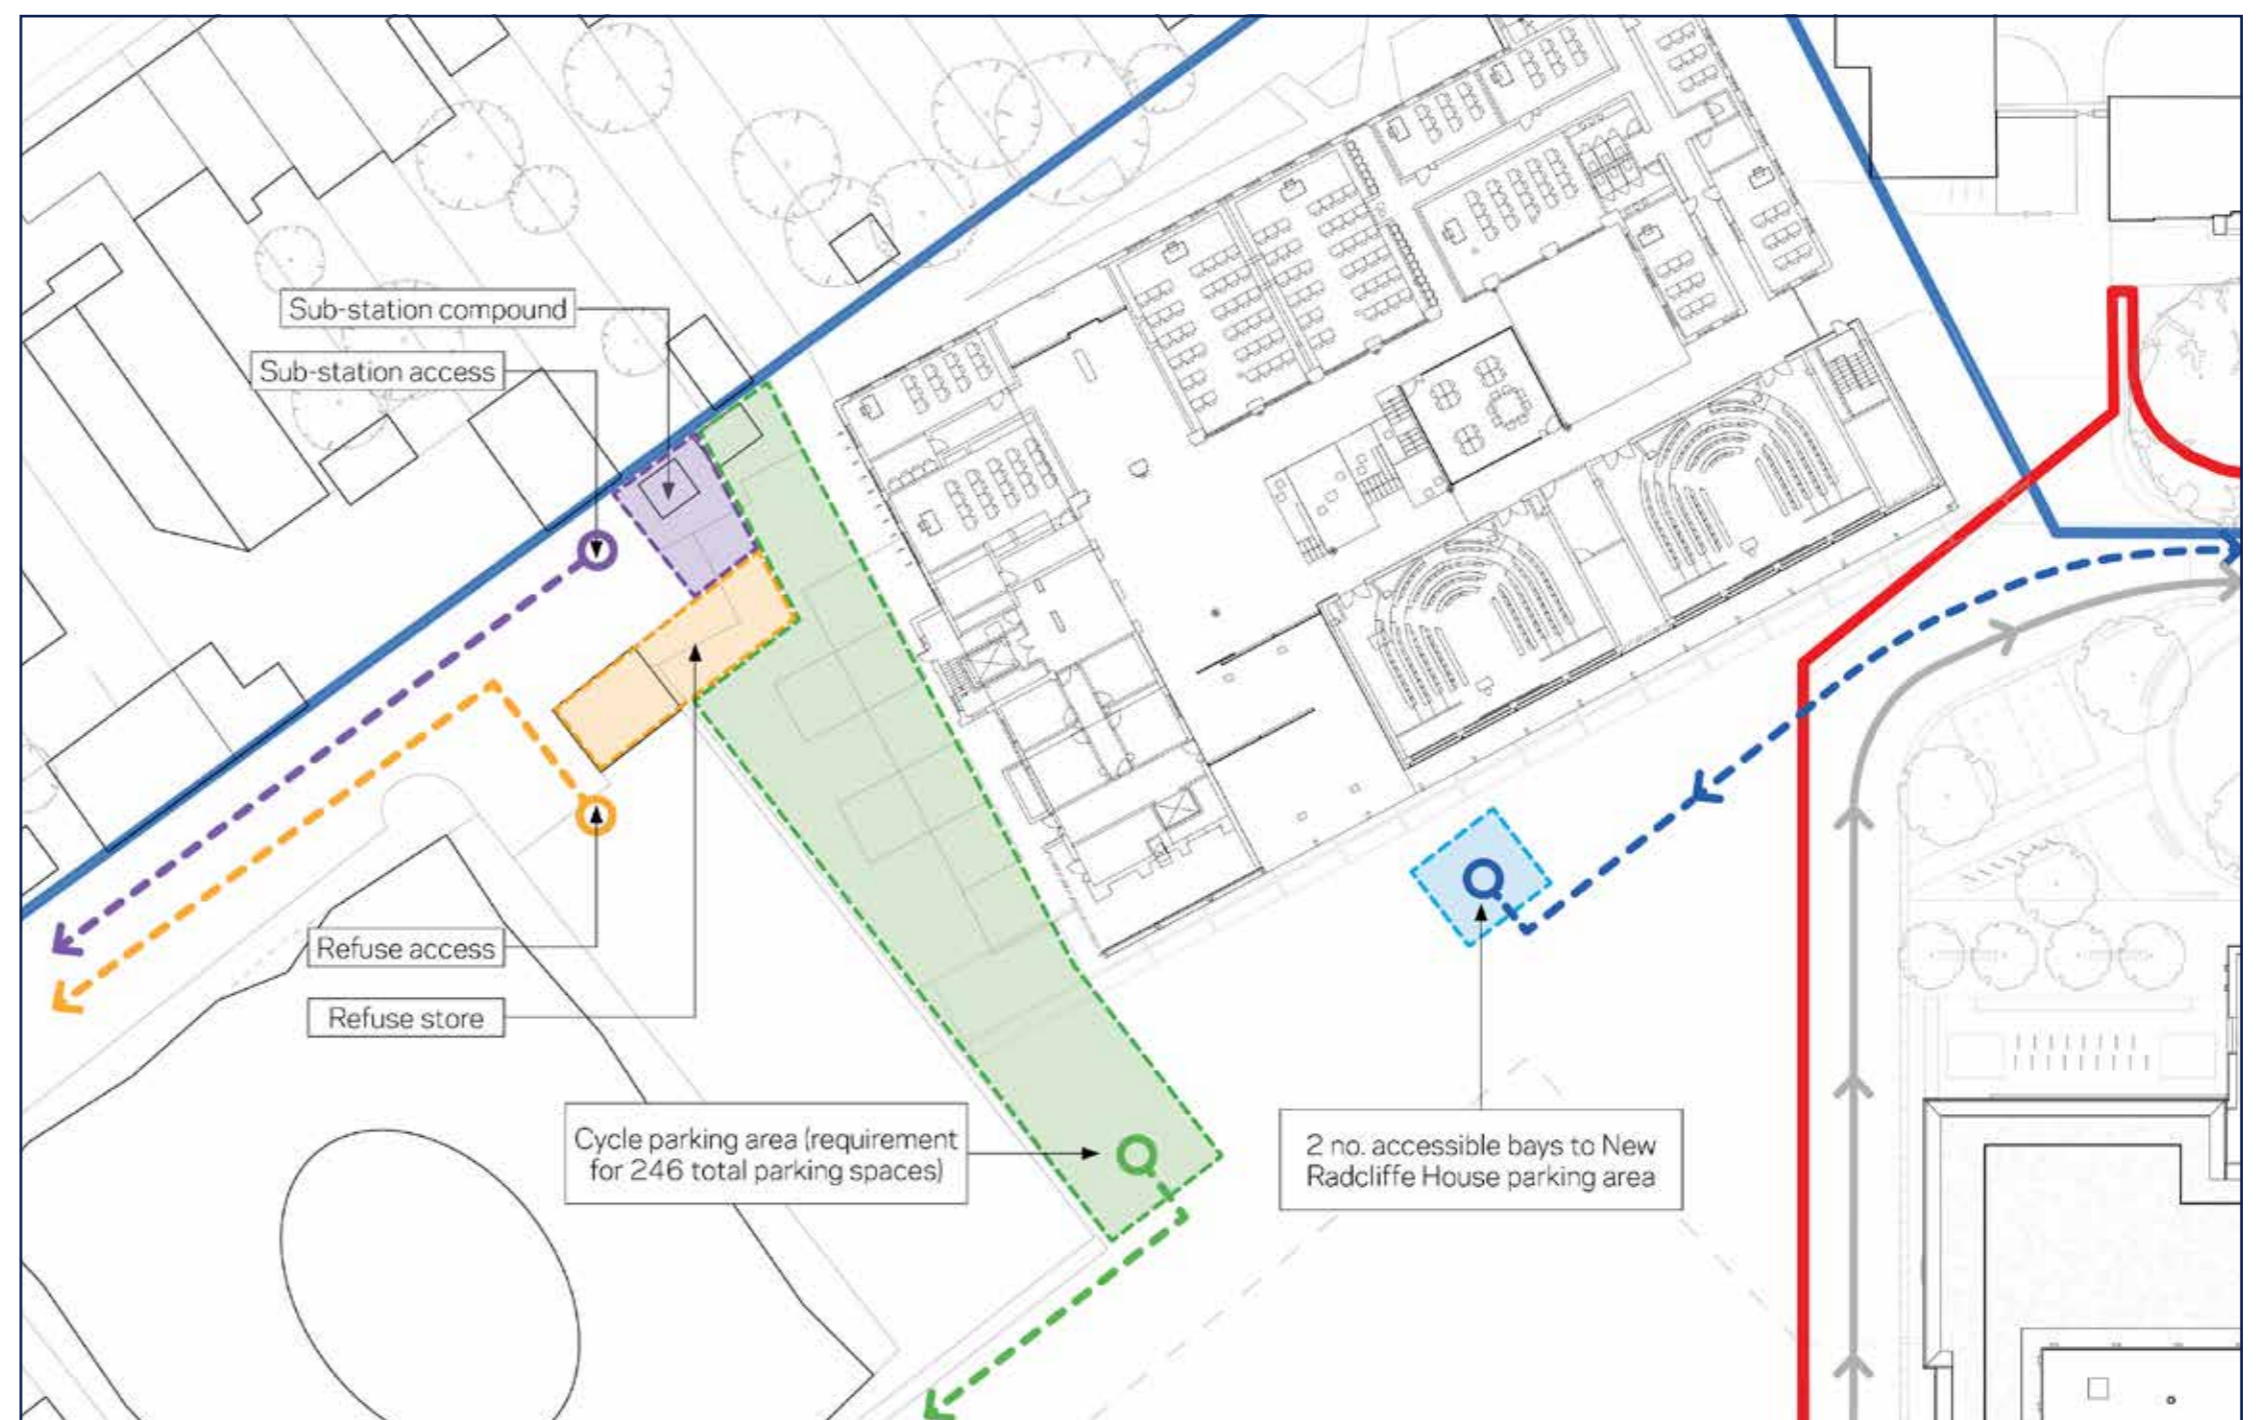 Sub-station compound
Sub-station access
Refuse access
Refuse store
Cycle parking area (requirement
for 246 total parking spaces)
2 no. accessible bays to New
Radcliffe House parking area